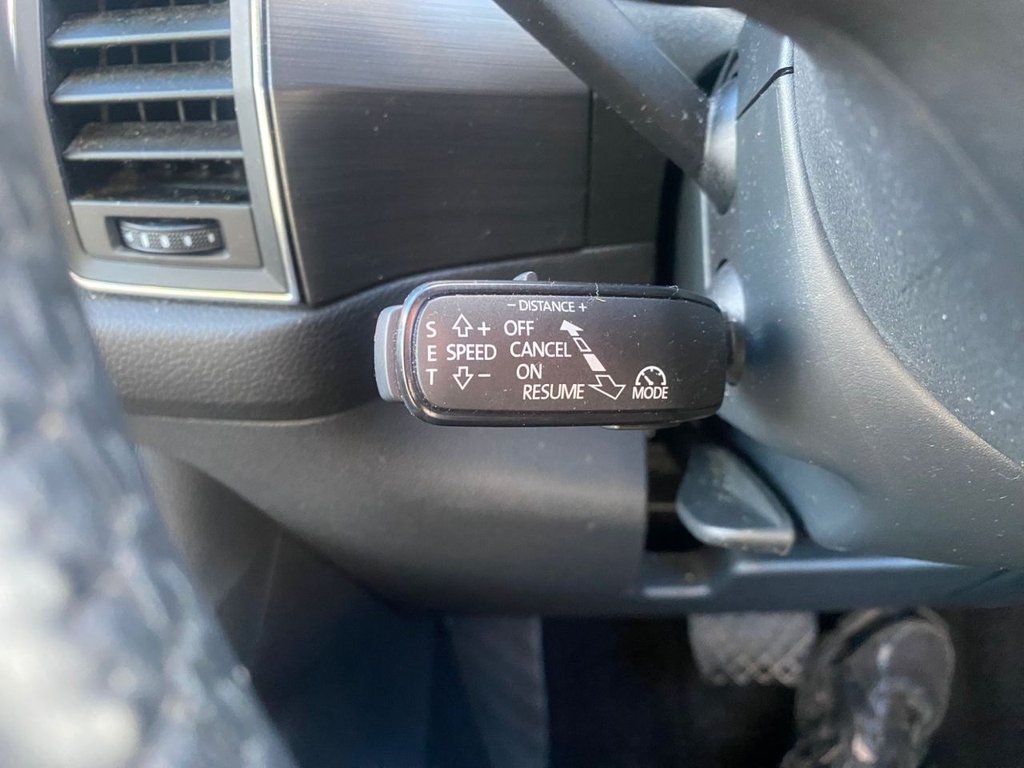 - DISTANCE +
S + OFF
E SPEED CANCEL
T - ON
RESUME MODE